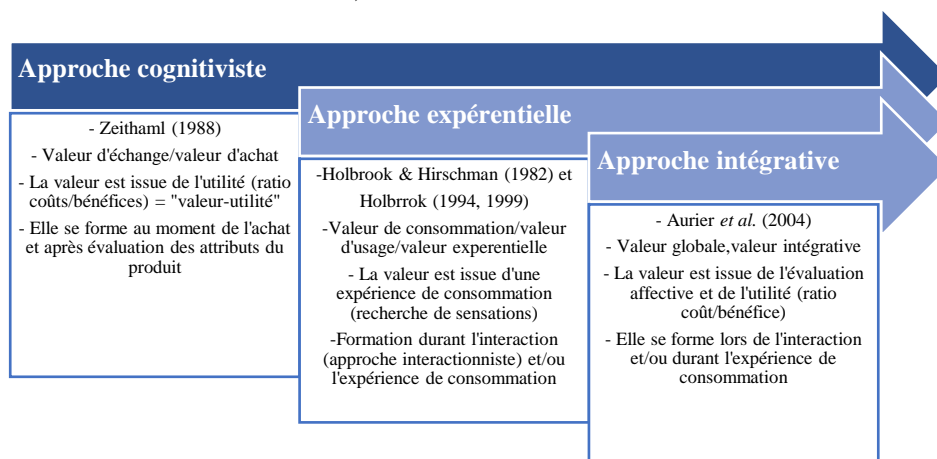 Approche cognitiviste
- Zeithaml (1988)
- Valeur d'échange/valeur d'achat
- La valeur est issue de l'utilité (ratio
coûts/bénéfices) = "valeur-utilité"
- Elle se forme au moment de l'achat
et après évaluation des attributs du
produit
Approche expérentielle
-Holbrook & Hirschman (1982) et
Holbrrok (1994, 1999)
-Valeur de consommation/valeur
d'usage/valeur experentielle
- La valeur est issue d'une
expérience de consommation
(recherche de sensations)
-Formation durant l'interaction
(approche interactionniste) et/ou
l'expérience de consommation
Approche intégrative
- Aurier et al. (2004)
- Valeur globale,valeur intégrative
- La valeur est issue de l'évaluation
affective et de l'utilité (ratio
coût/bénéfice)
- Elle se forme lors de l'interaction
et/ou durant l'expérience de
consommation